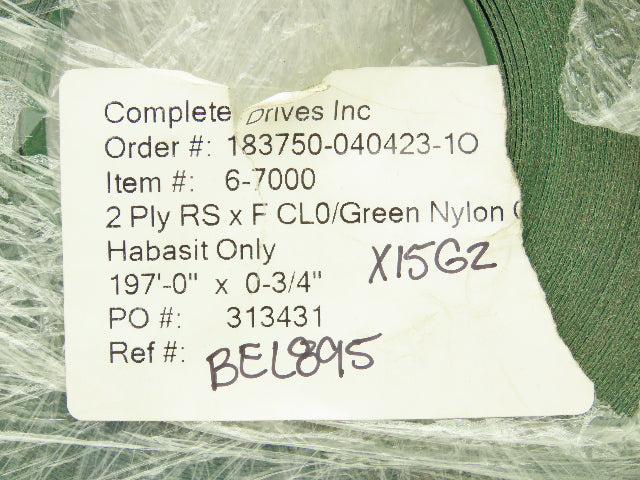 Complete Drives Inc
Order #: 183750-040423-1O
Item #: 6-7000
2 Ply RS x F CL0/Green Nylon
Habasit Only
X15G2
197'-0" x 0-3/4"
PO #: 313431
Ref #: BEL895